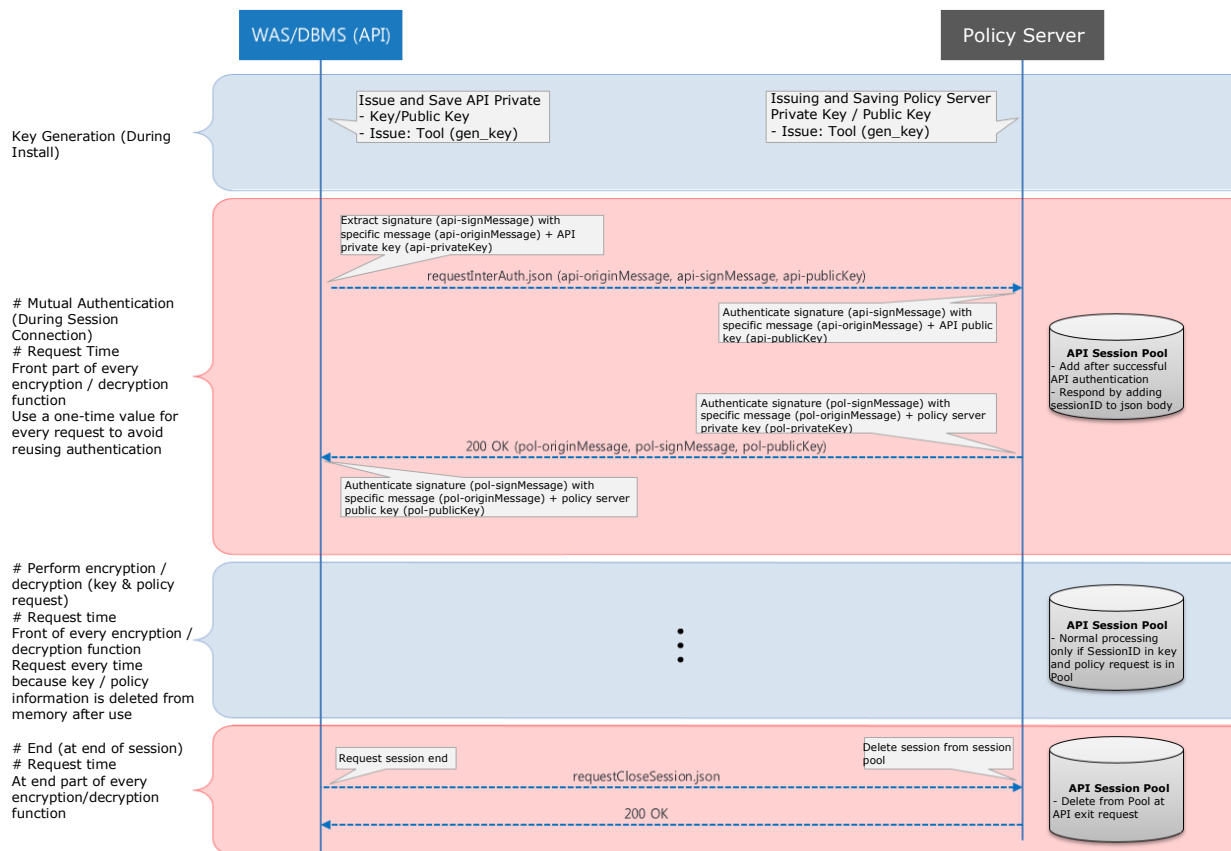 WAS/DBMS (API)
Policy Server
Key Generation (During
Install)
Issue and Save API Private
- Key/Public Key
- Issue: Tool (gen_key)
Issuing and Saving Policy Server
Private Key / Public Key
- Issue: Tool (gen_key)
# Mutual Authentication
(During Session
Connection)
# Request Time
Front part of every
encryption / decryption
function
Use a one-time value for
every request to avoid
reusing authentication
Extract signature (api-signMessage) with
specific message (api-originMessage) + API
private key (api-privateKey)
requestInterAuth.json (api-originMessage, api-signMessage, api-publicKey)
Authenticate signature (api-signMessage) with
specific message (api-originMessage) + API public
key (api-publicKey)
API Session Pool
- Add after successful
API authentication
- Respond by adding
sessionID to json body
Authenticate signature (pol-signMessage) with
specific message (pol-originMessage) + policy server
private key (pol-privateKey)
200 OK (pol-originMessage, pol-signMessage, pol-publicKey)
Authenticate signature (pol-signMessage) with
specific message (pol-originMessage) + policy server
public key (pol-publicKey)
# Perform encryption /
decryption (key & policy
request)
# Request time
Front of every encryption /
decryption function
Request every time
because key / policy
information is deleted from
memory after use
API Session Pool
- Normal processing
only if SessionID in key
and policy request is in
Pool
# End (at end of session)
# Request time
At end part of every
encryption/decryption
function
Request session end
Delete session from session
pool
requestCloseSession.json
200 OK
API Session Pool
- Delete from Pool at
API exit request